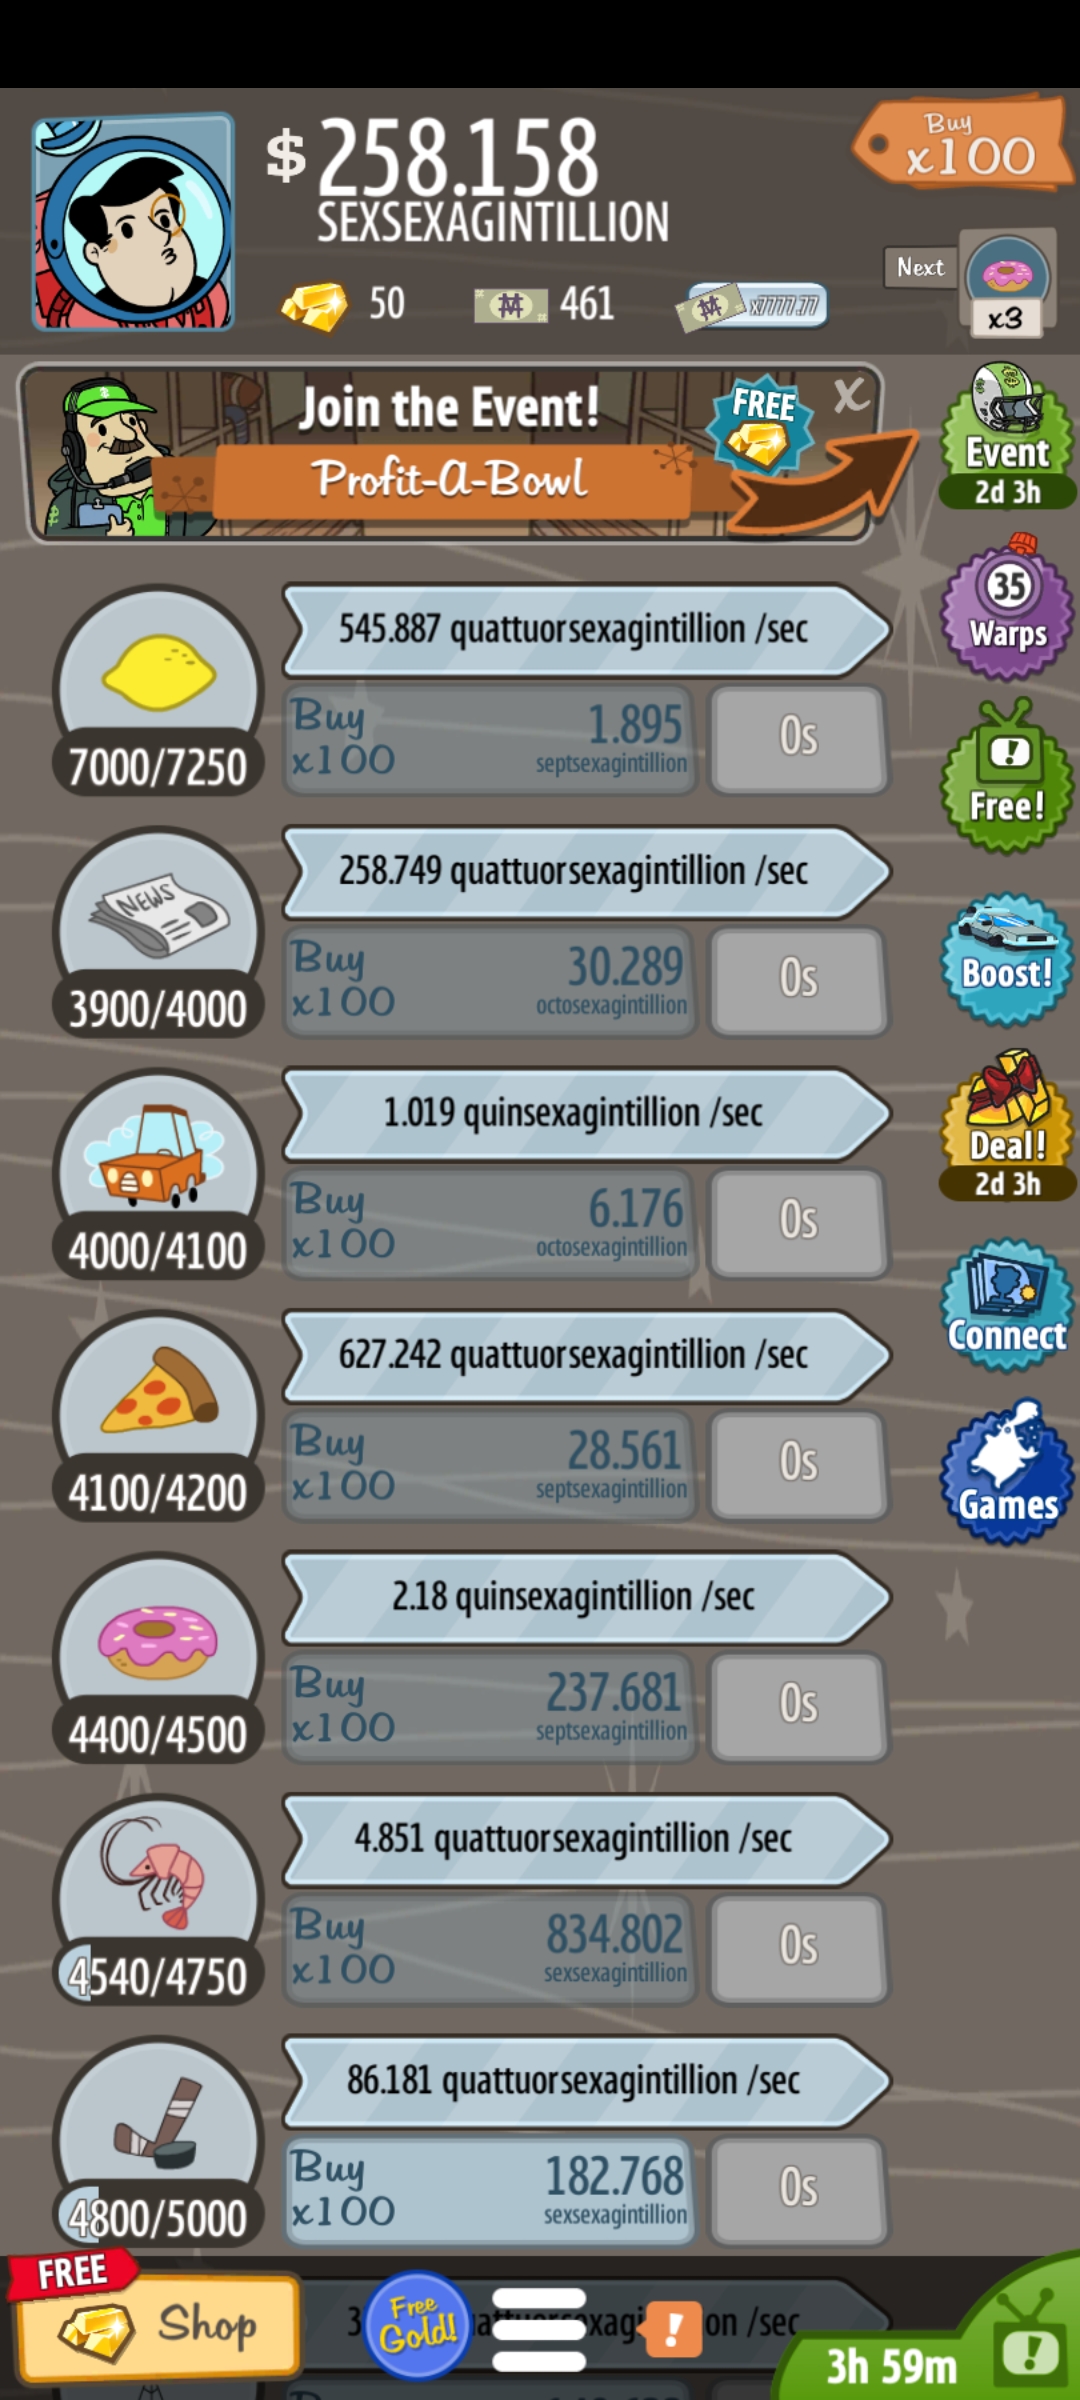 $258.158
SEXSEXAGINTILLION
Buy
x100
Next
x3
50
461
x7777.77
Join the Event!
Profit-A-Bowl
FREE
X
Event
2d 3h
35
Warps
Free!
Boost!
Deal!
2d 3h
Connect
Games
545.887 quattuorsexagintillion /sec
Buy
x100
1.895
septsexagintillion
0s
7000/7250
NEWS
258.749 quattuorsexagintillion /sec
Buy
x100
30.289
octosexagintillion
0s
3900/4000
1.019 quinsexagintillion /sec
Buy
x100
6.176
octosexagintillion
0s
4000/4100
627.242 quattuorsexagintillion /sec
Buy
x100
28.561
septsexagintillion
0s
4100/4200
2.18 quinsexagintillion /sec
Buy
x100
237.681
septsexagintillion
0s
4400/4500
4.851 quattuorsexagintillion /sec
Buy
x100
834.802
sexsexagintillion
0s
4540/4750
86.181 quattuorsexagintillion /sec
Buy
x100
182.768
sexsexagintillion
0s
4800/5000
FREE
Shop
Free
Gold!
!
/sec
3h 59m
!